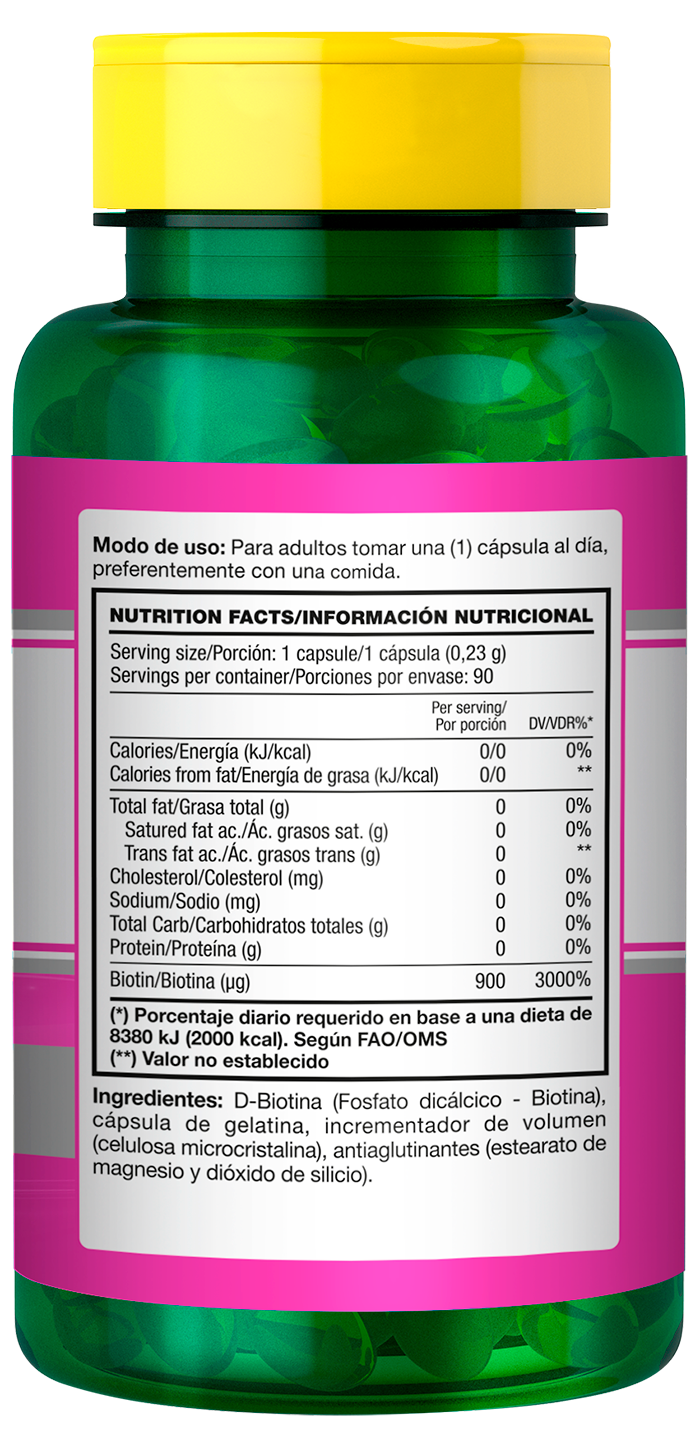 Modo de uso: Para adultos tomar una (1) cápsula al día,
preferentemente con una comida.
NUTRITION FACTS/INFORMACIÓN NUTRICIONAL
Serving size/Porción: 1 capsule/1 cápsula (0,23 g)
Servings per container/Porciones por envase: 90
Per serving/
Por porción DV/VDR%*
Calories/Energía (kJ/kcal) 0/0 0%
Calories from fat/Energía de grasa (kJ/kcal) 0/0 **
Total fat/Grasa total (g) 0 0%
Satured fat ac./Ác. grasos sat. (g) 0 0%
Trans fat ac./Ác. grasos trans (g) 0 **
Cholesterol/Colesterol (mg) 0 0%
Sodium/Sodio (mg) 0 0%
Total Carb/Carbohidratos totales (g) 0 0%
Protein/Proteína (g) 0 0%
Biotin/Biotina (µg) 900 3000%
(*) Porcentaje diario requerido en base a una dieta de
8380 kJ (2000 kcal). Según FAO/OMS
(**) Valor no establecido
Ingredientes: D-Biotina (Fosfato dicálcico - Biotina),
cápsula de gelatina, incrementador de volumen
(celulosa microcristalina), antiaglutinantes (estearato de
magnesio y dióxido de silicio).